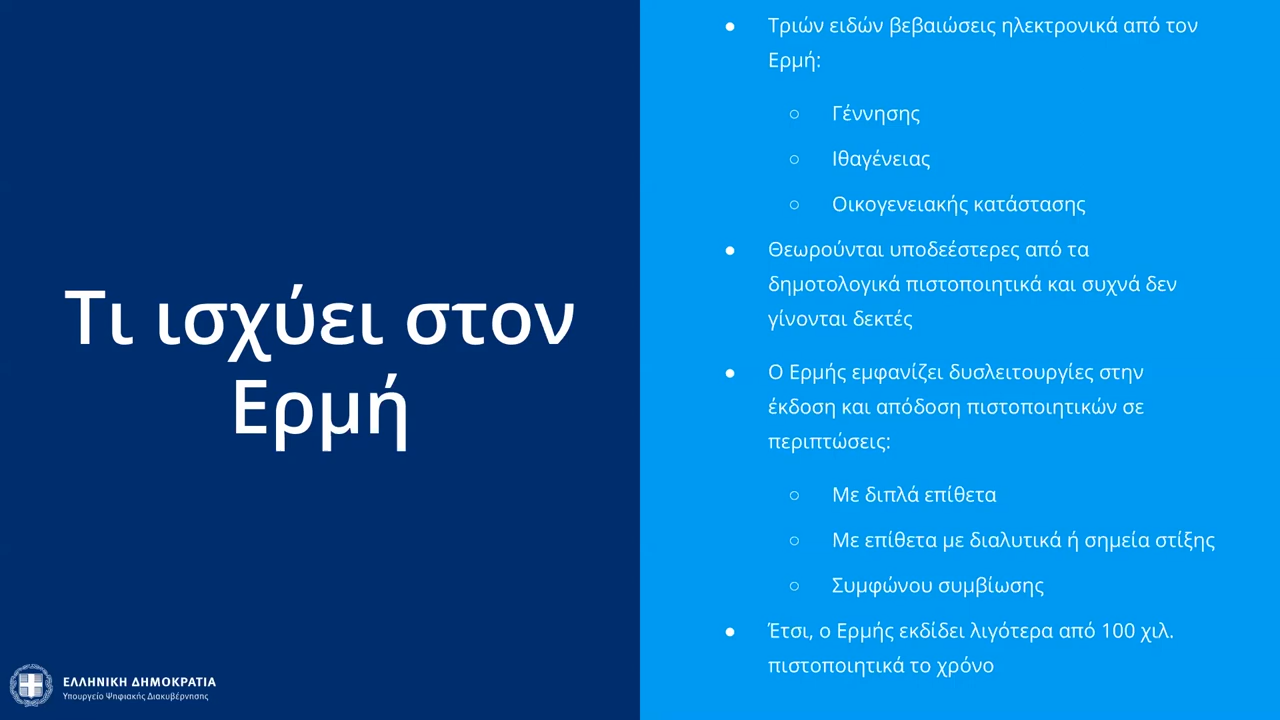 Τι ισχύει στον
Ερμή
ΕΛΛΗΝΙΚΗ ΔΗΜΟΚΡΑΤΙΑ
Υπουργείο Ψηφιακής Διακυβέρνησης
● Τριών ειδών βεβαιώσεις ηλεκτρονικά από τον
Ερμή:
○ Γέννησης
○ Ιθαγένειας
○ Οικογενειακής κατάστασης
● Θεωρούνται υποδεέστερες από τα
δημοτολογικά πιστοποιητικά και συχνά δεν
γίνονται δεκτές
● Ο Ερμής εμφανίζει δυσλειτουργίες στην
έκδοση και απόδοση πιστοποιητικών σε
περιπτώσεις:
○ Με διπλά επίθετα
○ Με επίθετα με διαλυτικά ή σημεία στίξης
○ Συμφώνου συμβίωσης
● Έτσι, ο Ερμής εκδίδει λιγότερα από 100 χιλ.
πιστοποιητικά το χρόνο